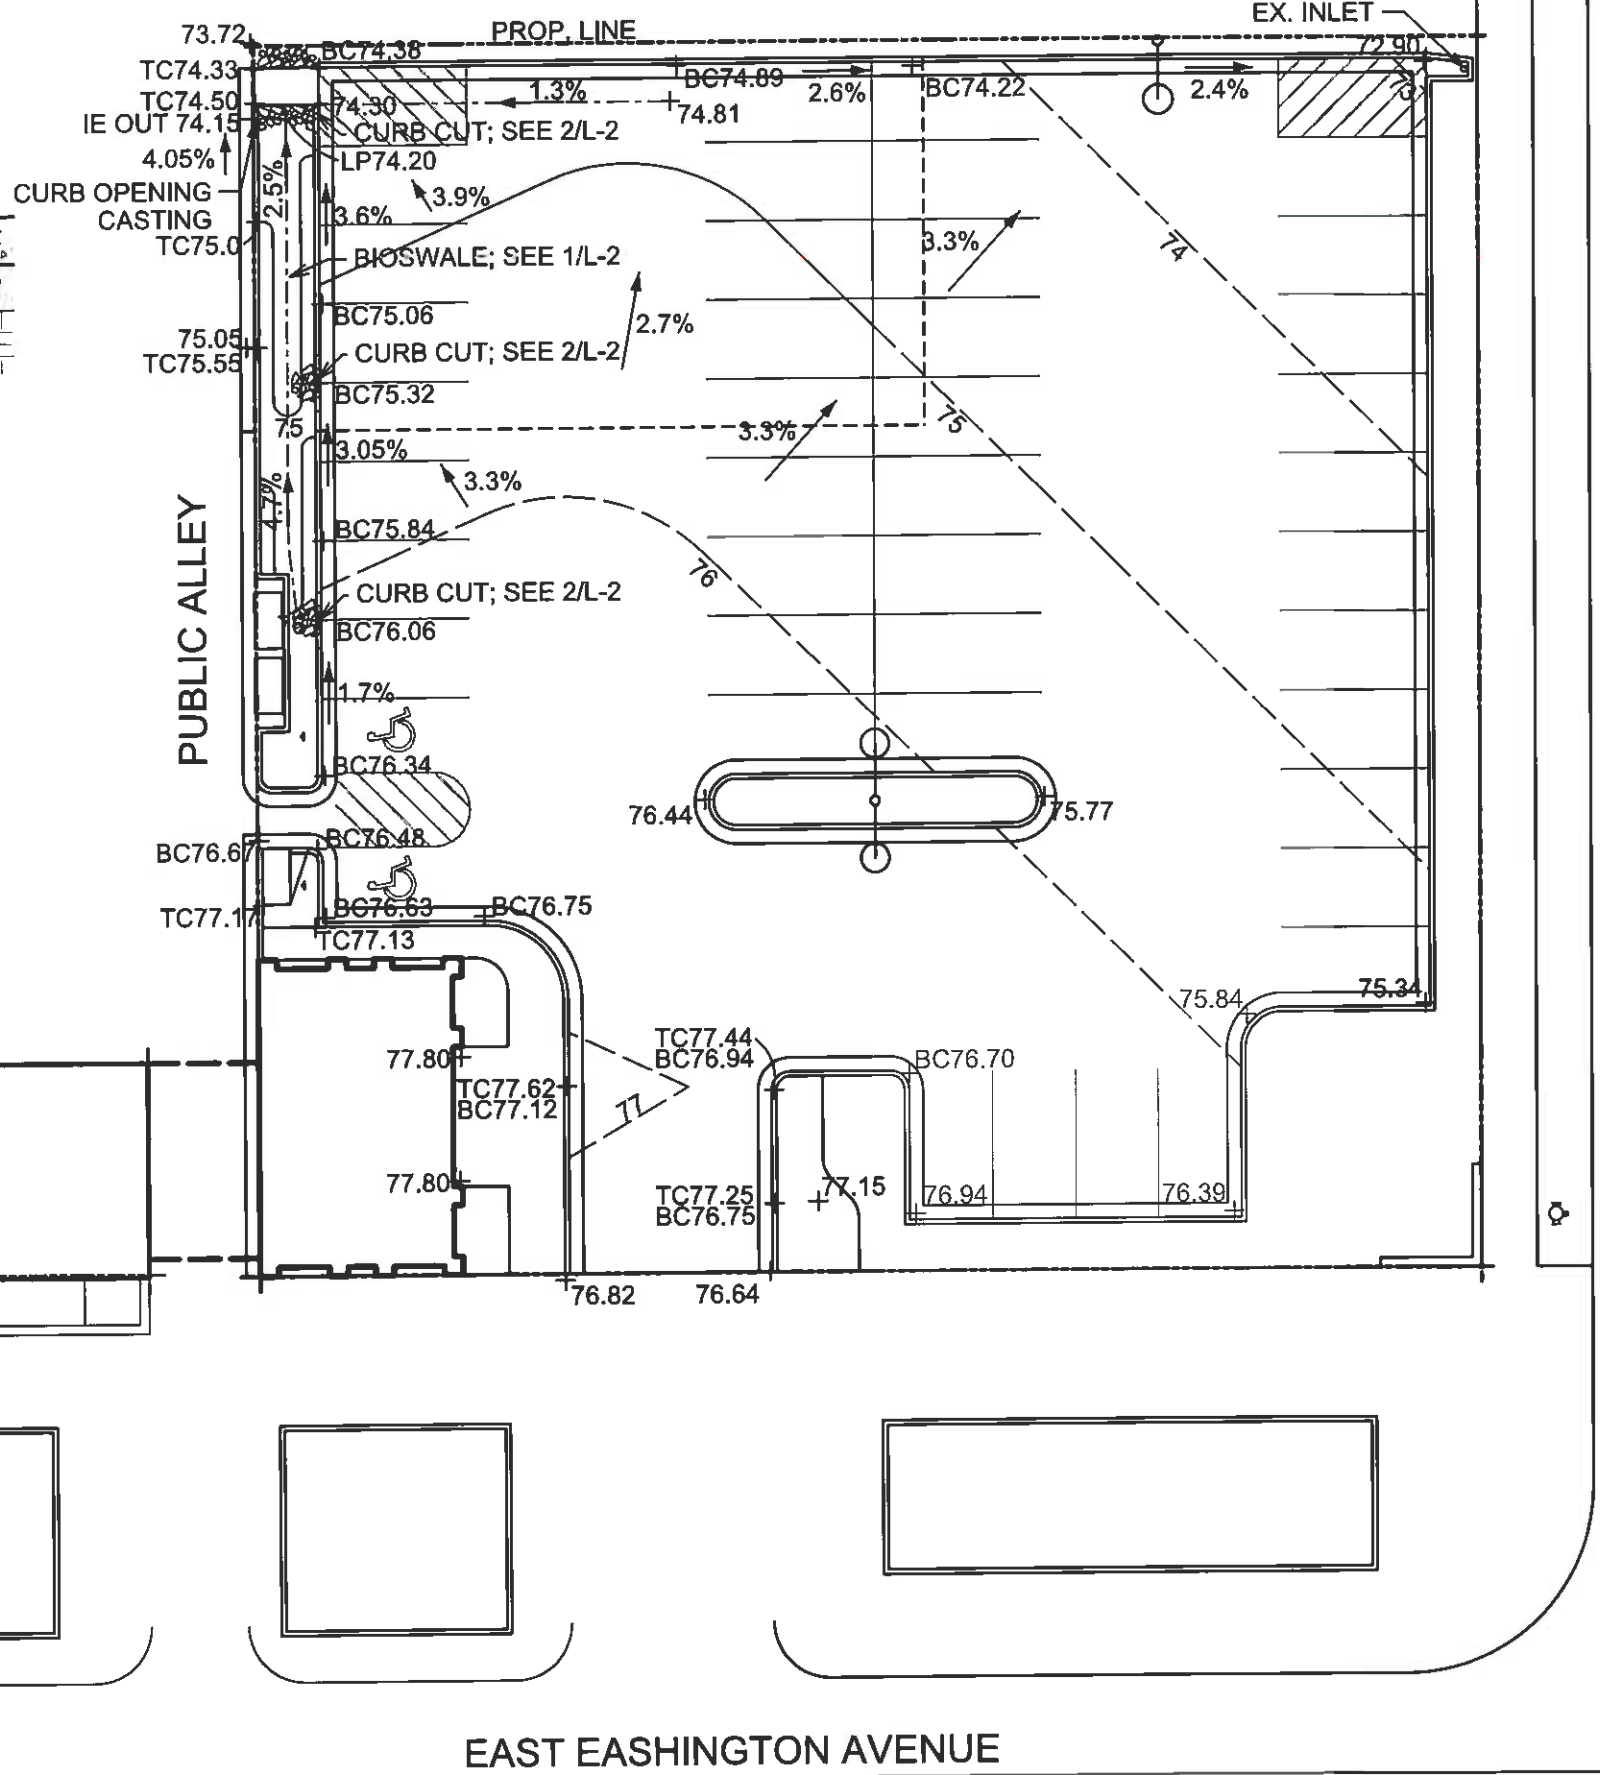 EX. INLET
73.72
PROP. LINE
BC74.38
72.90
TC74.33
BC74.89
2.6%
BC74.22
2.4%
73
TC74.50
74.30
1.3%
74.81
IE OUT 74.15
CURB CUT; SEE 2/L-2
4.05%
LP74.20
2.5%
CURB OPENING
CASTING
3.9%
3.6%
TC75.0
BIOSWALE; SEE 1/L-2
3.3%
74
BC75.06
2.7%
75.05
TC75.55
CURB CUT; SEE 2/L-2
BC75.32
75
75
3.3%
3.05%
3.3%
4.7%
BC75.84
76
PUBLIC ALLEY
CURB CUT; SEE 2/L-2
BC76.06
1.7%
BC76.34
76.44
75.77
BC76.48
BC76.67
BC76.63
BC76.75
TC77.17
TC77.13
75.84
75.34
TC77.44
BC76.94
BC76.70
77.80
TC77.62
BC77.12
77
77.80
TC77.25
BC76.75
77.15
76.94
76.39
76.82
76.64
EAST EASHINGTON AVENUE